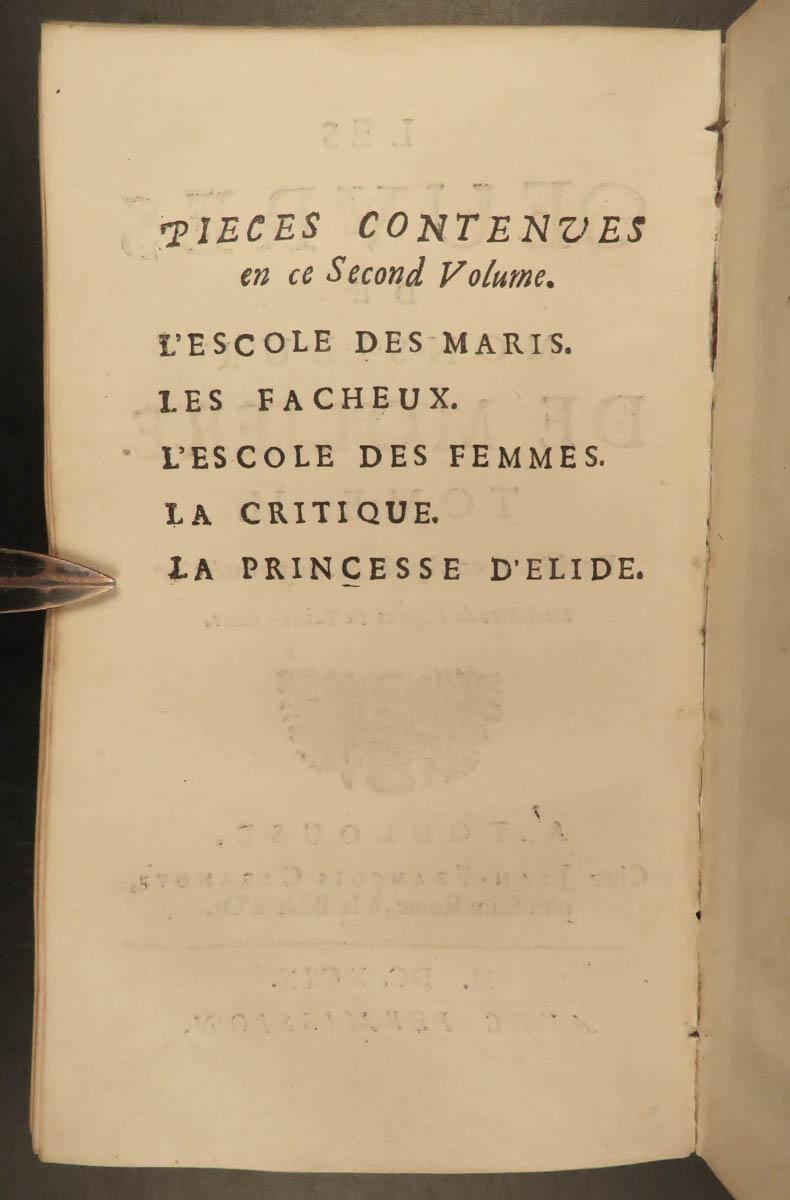 PIECES CONTENVES
en ce Second Volume.
L'ESCOLE DES MARIS.
LES FACHEUX.
L'ESCOLE DES FEMMES.
LA CRITIQUE.
LA PRINCESSE D'ELIDE.